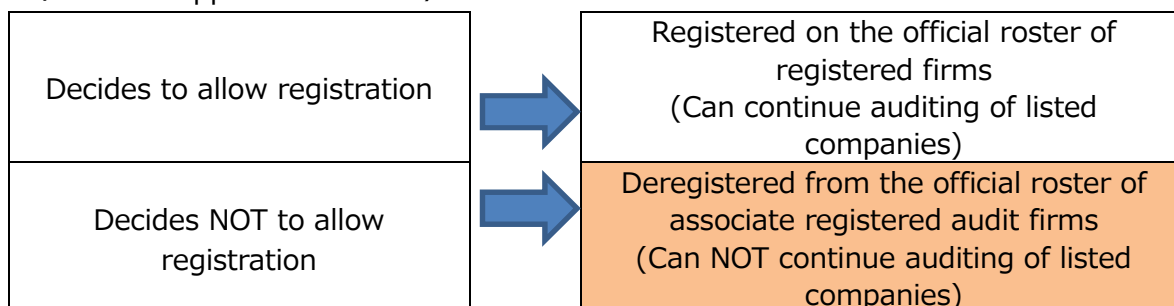 Decides to allow registration
Registered on the official roster of
registered firms
(Can continue auditing of listed
companies)
Decides NOT to allow
registration
Deregistered from the official roster of
associate registered audit firms
(Can NOT continue auditing of listed
companies)